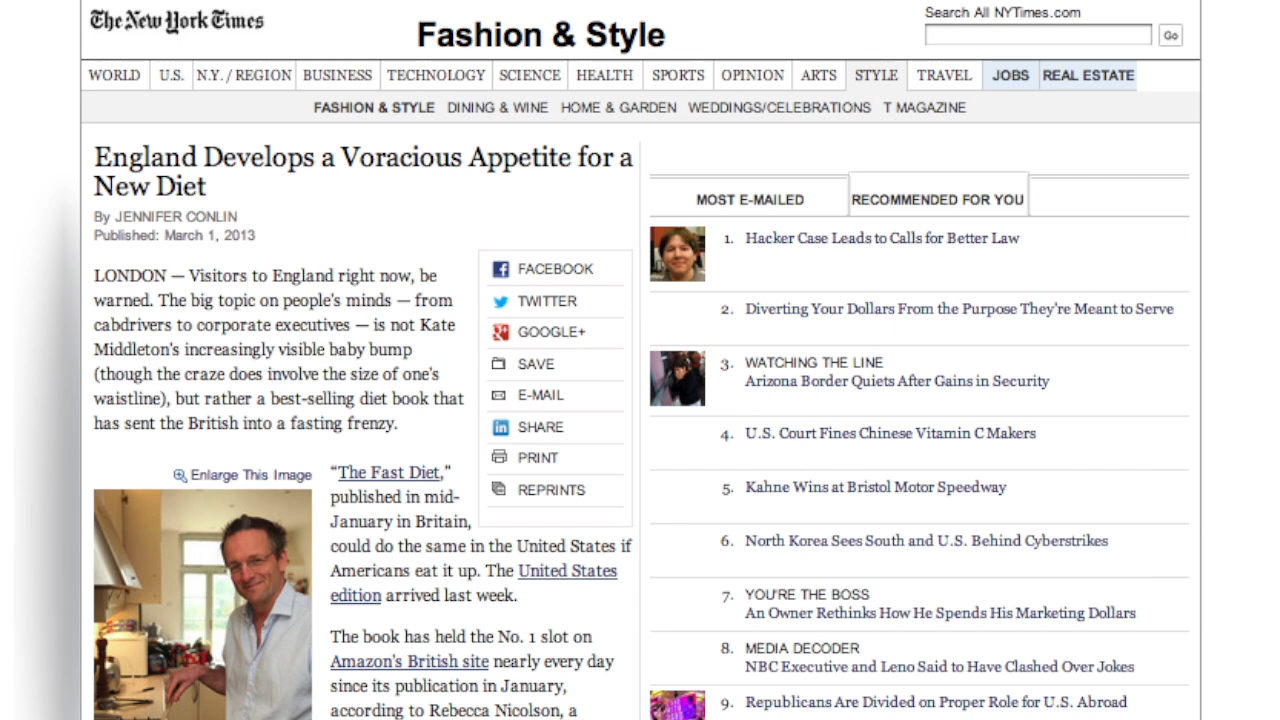 The New York Times
Fashion & Style
Search All NYTimes.com
Go
WORLD U.S. N.Y. / REGION BUSINESS TECHNOLOGY SCIENCE HEALTH SPORTS OPINION ARTS STYLE TRAVEL JOBS REAL ESTATE
FASHION & STYLE DINING & WINE HOME & GARDEN WEDDINGS/CELEBRATIONS T MAGAZINE
England Develops a Voracious Appetite for a
New Diet
By JENNIFER CONLIN
Published: March 1, 2013
LONDON — Visitors to England right now, be
warned. The big topic on people's minds — from
cabdrivers to corporate executives — is not Kate
Middleton's increasingly visible baby bump
(though the craze does involve the size of one's
waistline), but rather a best-selling diet book that
has sent the British into a fasting frenzy.
FACEBOOK
TWITTER
GOOGLE+
SAVE
E-MAIL
SHARE
PRINT
REPRINTS
Enlarge This Image
“The Fast Diet,”
published in mid-
January in Britain,
could do the same in the United States if
Americans eat it up. The United States
edition arrived last week.
The book has held the No. 1 slot on
Amazon's British site nearly every day
since its publication in January,
according to Rebecca Nicolson, a
MOST E-MAILED RECOMMENDED FOR YOU
1. Hacker Case Leads to Calls for Better Law
2. Diverting Your Dollars From the Purpose They're Meant to Serve
3. WATCHING THE LINE
Arizona Border Quiets After Gains in Security
4. U.S. Court Fines Chinese Vitamin C Makers
5. Kahne Wins at Bristol Motor Speedway
6. North Korea Sees South and U.S. Behind Cyberstrikes
7. YOU'RE THE BOSS
An Owner Rethinks How He Spends His Marketing Dollars
8. MEDIA DECODER
NBC Executive and Leno Said to Have Clashed Over Jokes
9. Republicans Are Divided on Proper Role for U.S. Abroad